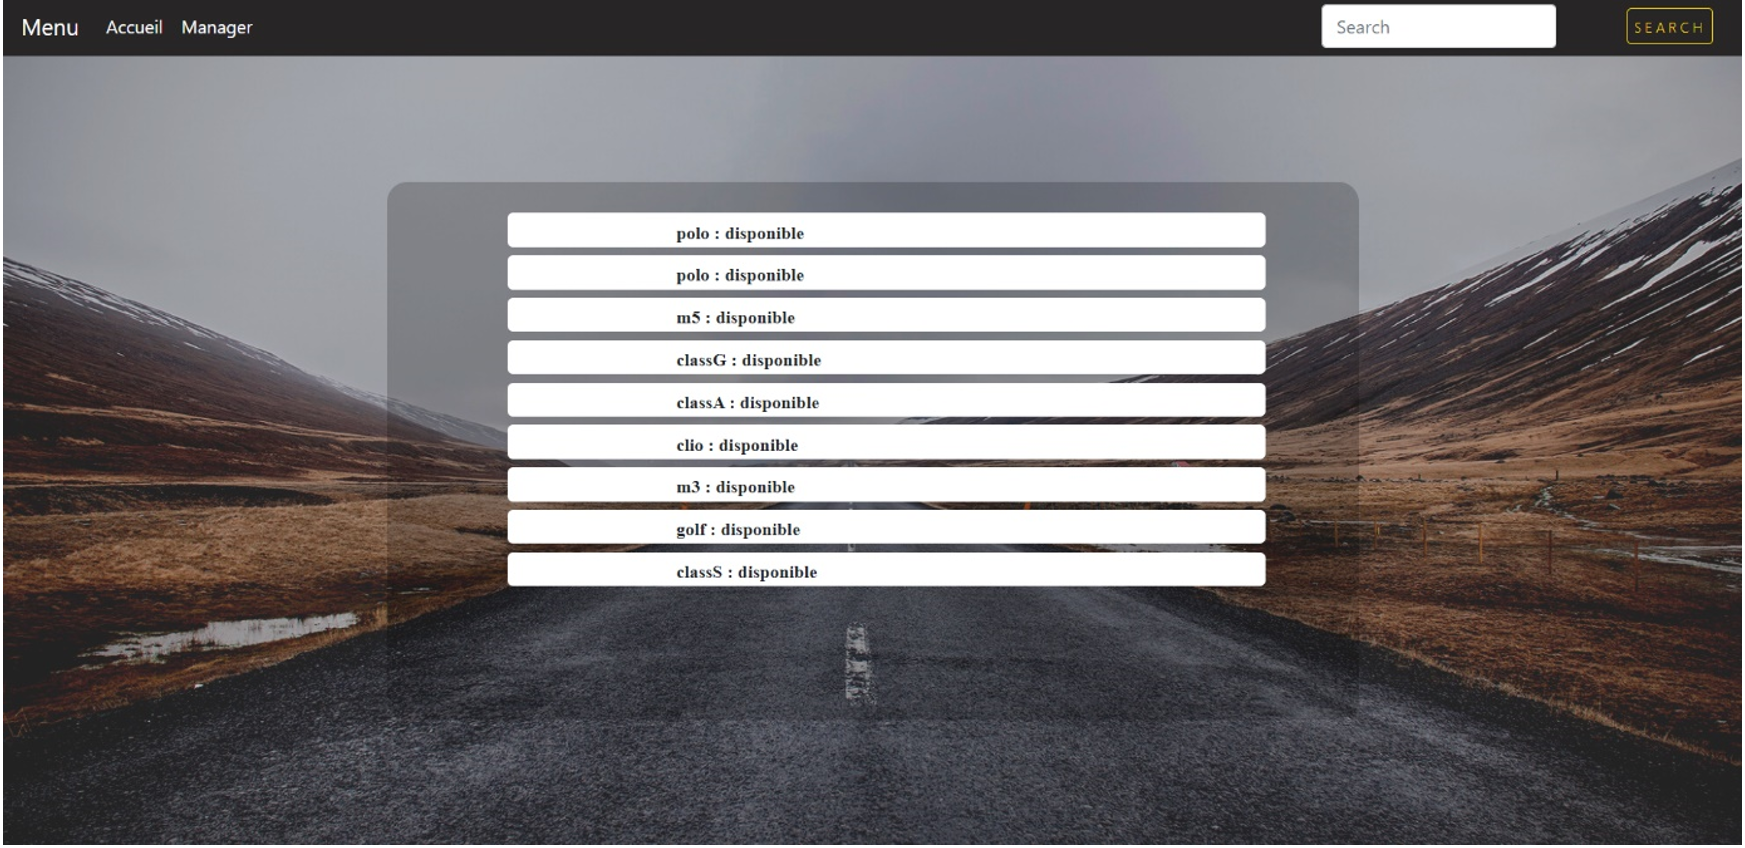 Menu Accueil Manager Search SEARCH
polo : disponible
polo : disponible
m5 : disponible
classG : disponible
classA : disponible
clio : disponible
m3 : disponible
golf : disponible
classS : disponible